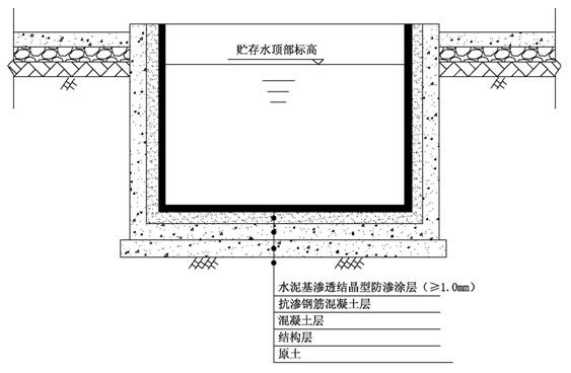 贮存水顶部标高
水泥基渗透结晶型防渗涂层（≥1.0mm）
抗渗钢筋混凝土层
混凝土层
结构层
原土